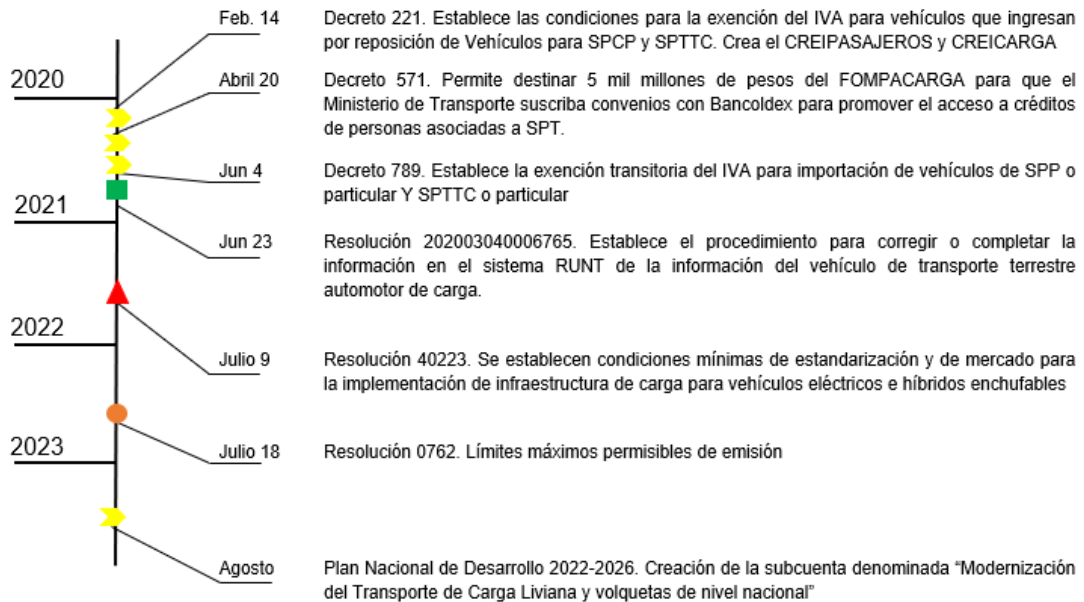 Feb. 14
Decreto 221. Establece las condiciones para la exención del IVA para vehículos que ingresan
por reposición de Vehículos para SPCP y SPTTC. Crea el CREIPASAJEROS y CREICARGA
2020
Abril 20
Decreto 571. Permite destinar 5 mil millones de pesos del FOMPACARGA para que el
Ministerio de Transporte suscriba convenios con Bancoldex para promover el acceso a créditos
de personas asociadas a SPT.
Jun 4
Decreto 789. Establece la exención transitoria del IVA para importación de vehículos de SPP o
particular Y SPTTC o particular
2021
Jun 23
Resolución 202003040006765. Establece el procedimiento para corregir o completar la
información en el sistema RUNT de la información del vehículo de transporte terrestre
automotor de carga.
2022
Julio 9
Resolución 40223. Se establecen condiciones mínimas de estandarización y de mercado para
la implementación de infraestructura de carga para vehículos eléctricos e híbridos enchufables
2023
Julio 18
Resolución 0762. Límites máximos permisibles de emisión
Agosto
Plan Nacional de Desarrollo 2022-2026. Creación de la subcuenta denominada “Modernización
del Transporte de Carga Liviana y volquetas de nivel nacional”